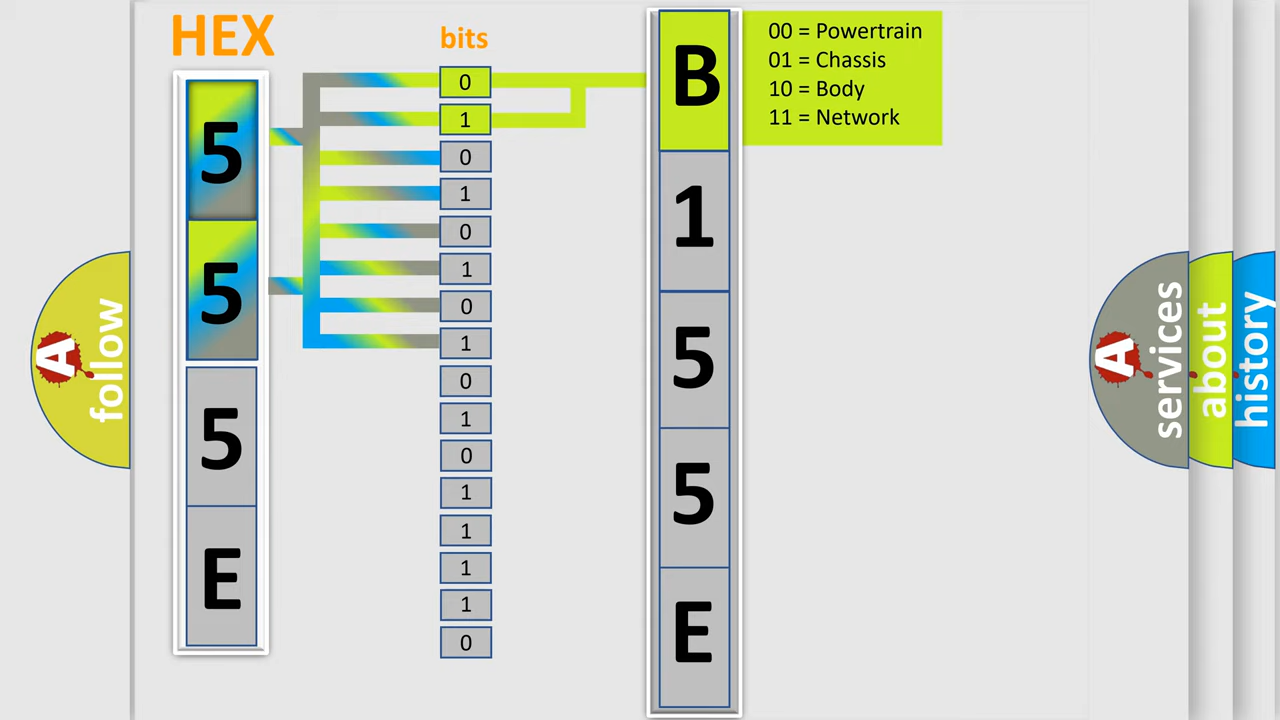 HEX
bits
5
5
5
E
0
1
0
1
0
1
0
1
0
1
0
1
1
1
1
0
B
1
5
5
E
00 = Powertrain
01 = Chassis
10 = Body
11 = Network
A
follow
A
services
about
history